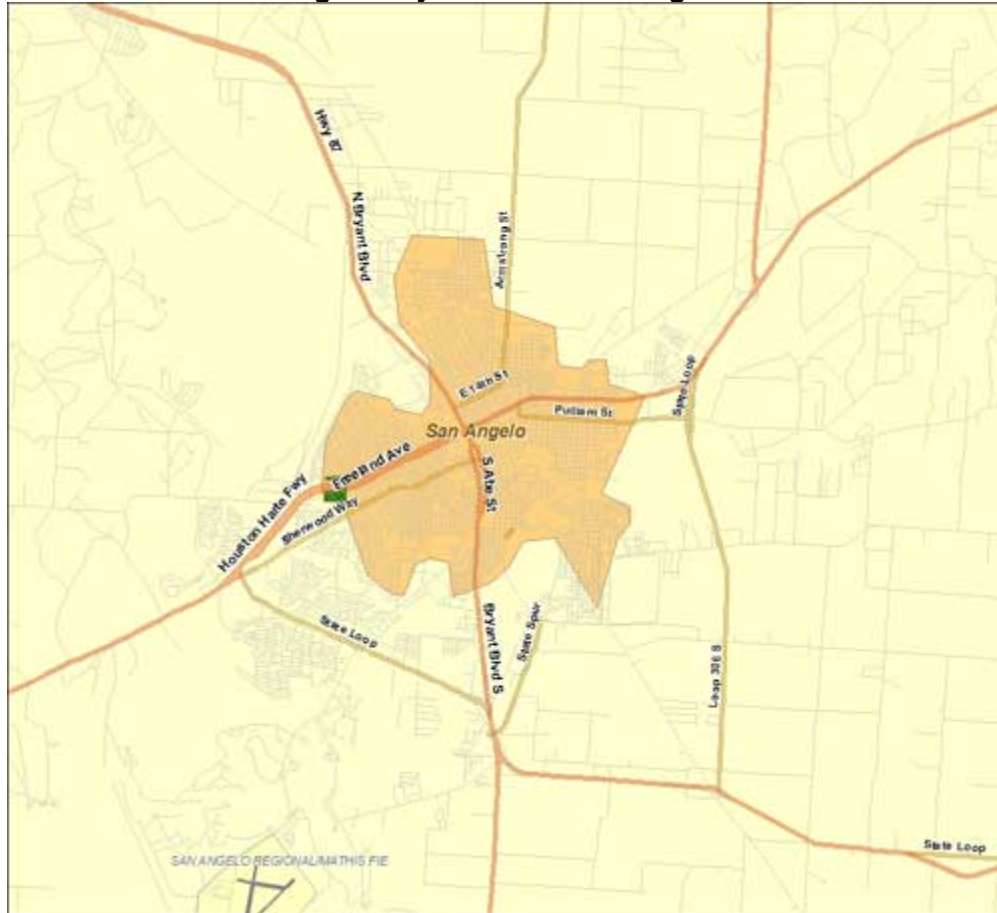 Hwy 87
N Bryant Blvd
Armstrong St
E 14th St
State Loop
Pulliam St
San Angelo
Freeland Ave
S Abe St
Houston Harte Fwy
Sherwood Way
State Loop
Bryant Blvd S
State Spur
Loop 306 S
State Loop
SAN ANGELO REGIONAL/MATHIS FIE